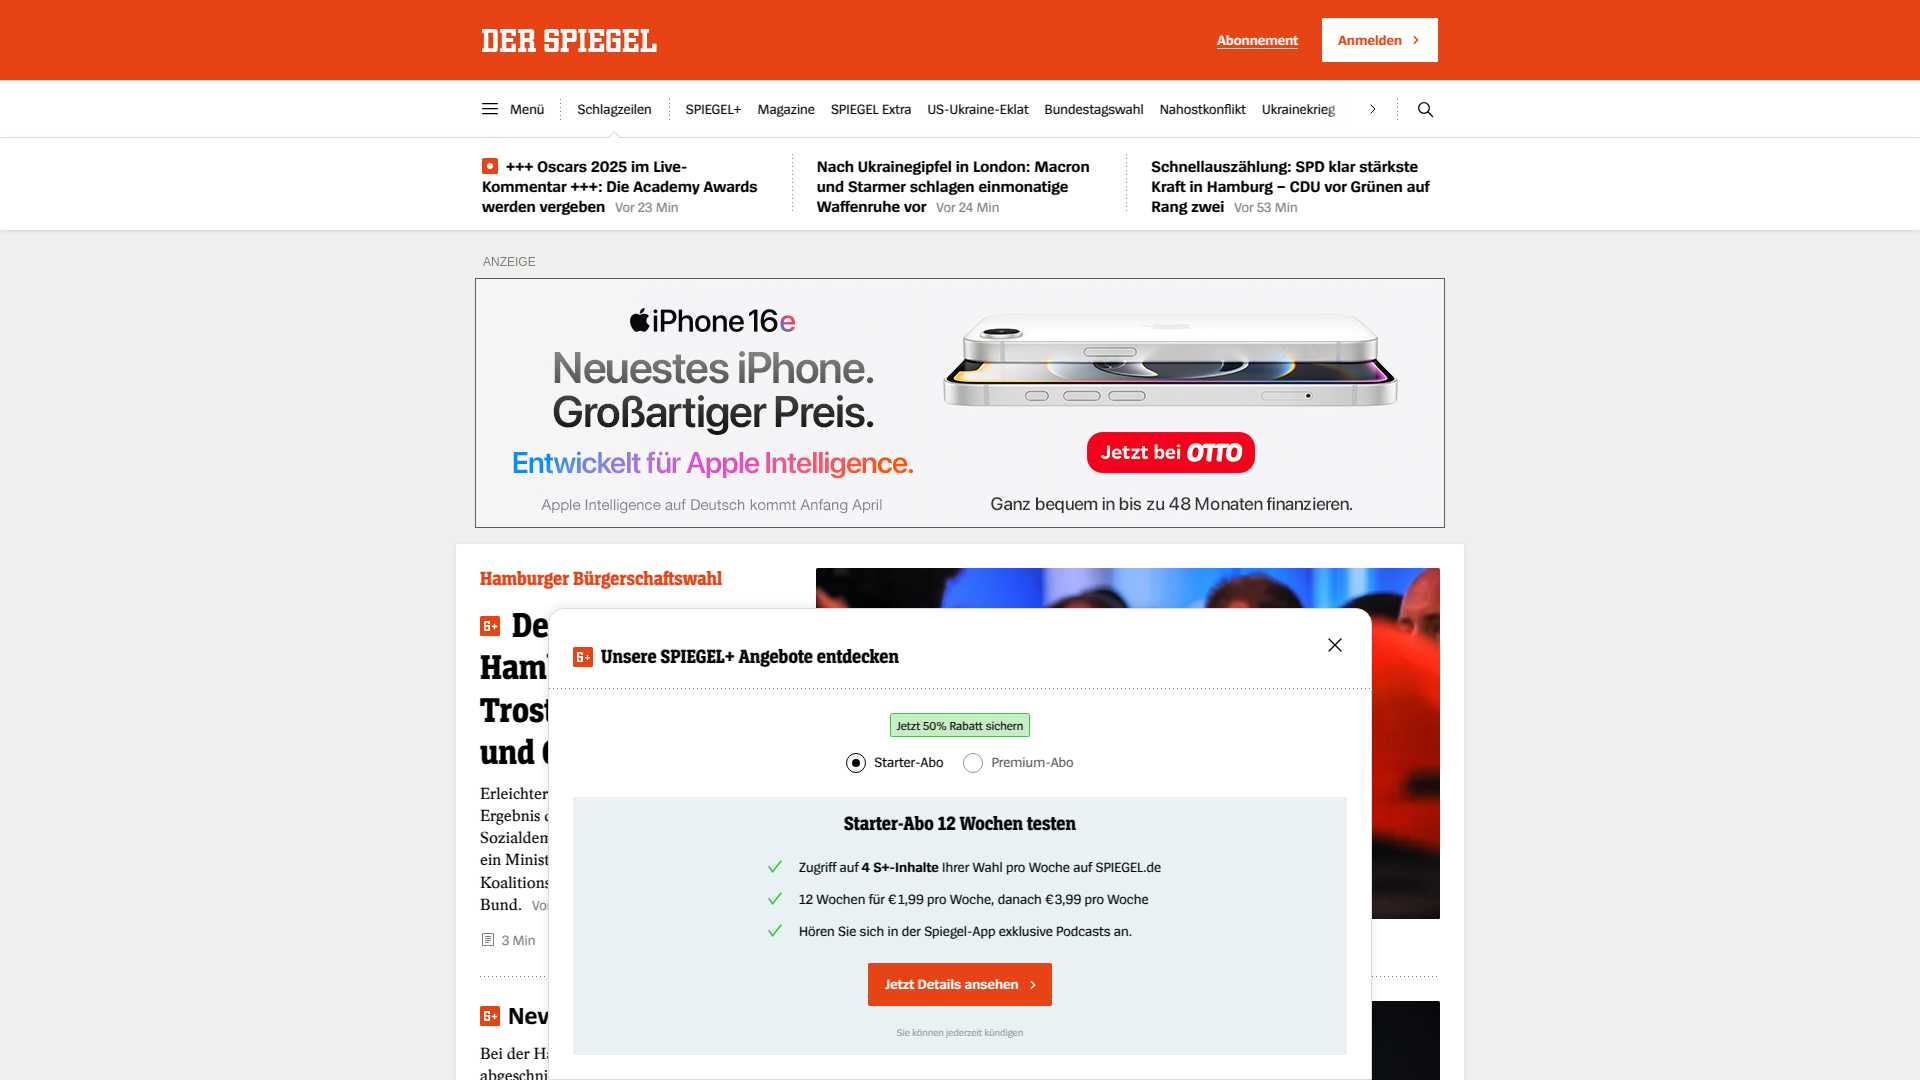 DER SPIEGEL
Abonnement
Anmelden
Menü
Schlagzeilen
SPIEGEL+
Magazine
SPIEGEL Extra
US-Ukraine-Eklat
Bundestagswahl
Nahostkonflikt
Ukrainekrieg
+++ Oscars 2025 im Live-
Kommentar +++: Die Academy Awards
werden vergeben Vor 23 Min
Nach Ukrainegipfel in London: Macron
und Starmer schlagen einmonatige
Waffenruhe vor Vor 24 Min
Schnellauszählung: SPD klar stärkste
Kraft in Hamburg – CDU vor Grünen auf
Rang zwei Vor 53 Min
ANZEIGE
iPhone 16e
Neuestes iPhone.
Großartiger Preis.
Entwickelt für Apple Intelligence.
Apple Intelligence auf Deutsch kommt Anfang April
Jetzt bei OTTO
Ganz bequem in bis zu 48 Monaten finanzieren.
Hamburger Bürgerschaftswahl
S+ De
Ham
Trost
und
Erleichter
Ergebnis
Sozialdem
ein Minist
Koalitions
Bund. Vo
3 Min
S+ Nev
Bei der Ha
abgeschni
S+ Unsere SPIEGEL+ Angebote entdecken
Jetzt 50% Rabatt sichern
Starter-Abo
Premium-Abo
Starter-Abo 12 Wochen testen
Zugriff auf 4 S+-Inhalte Ihrer Wahl pro Woche auf SPIEGEL.de
12 Wochen für € 1,99 pro Woche, danach € 3,99 pro Woche
Hören Sie sich in der Spiegel-App exklusive Podcasts an.
Jetzt Details ansehen
Sie können jederzeit kündigen